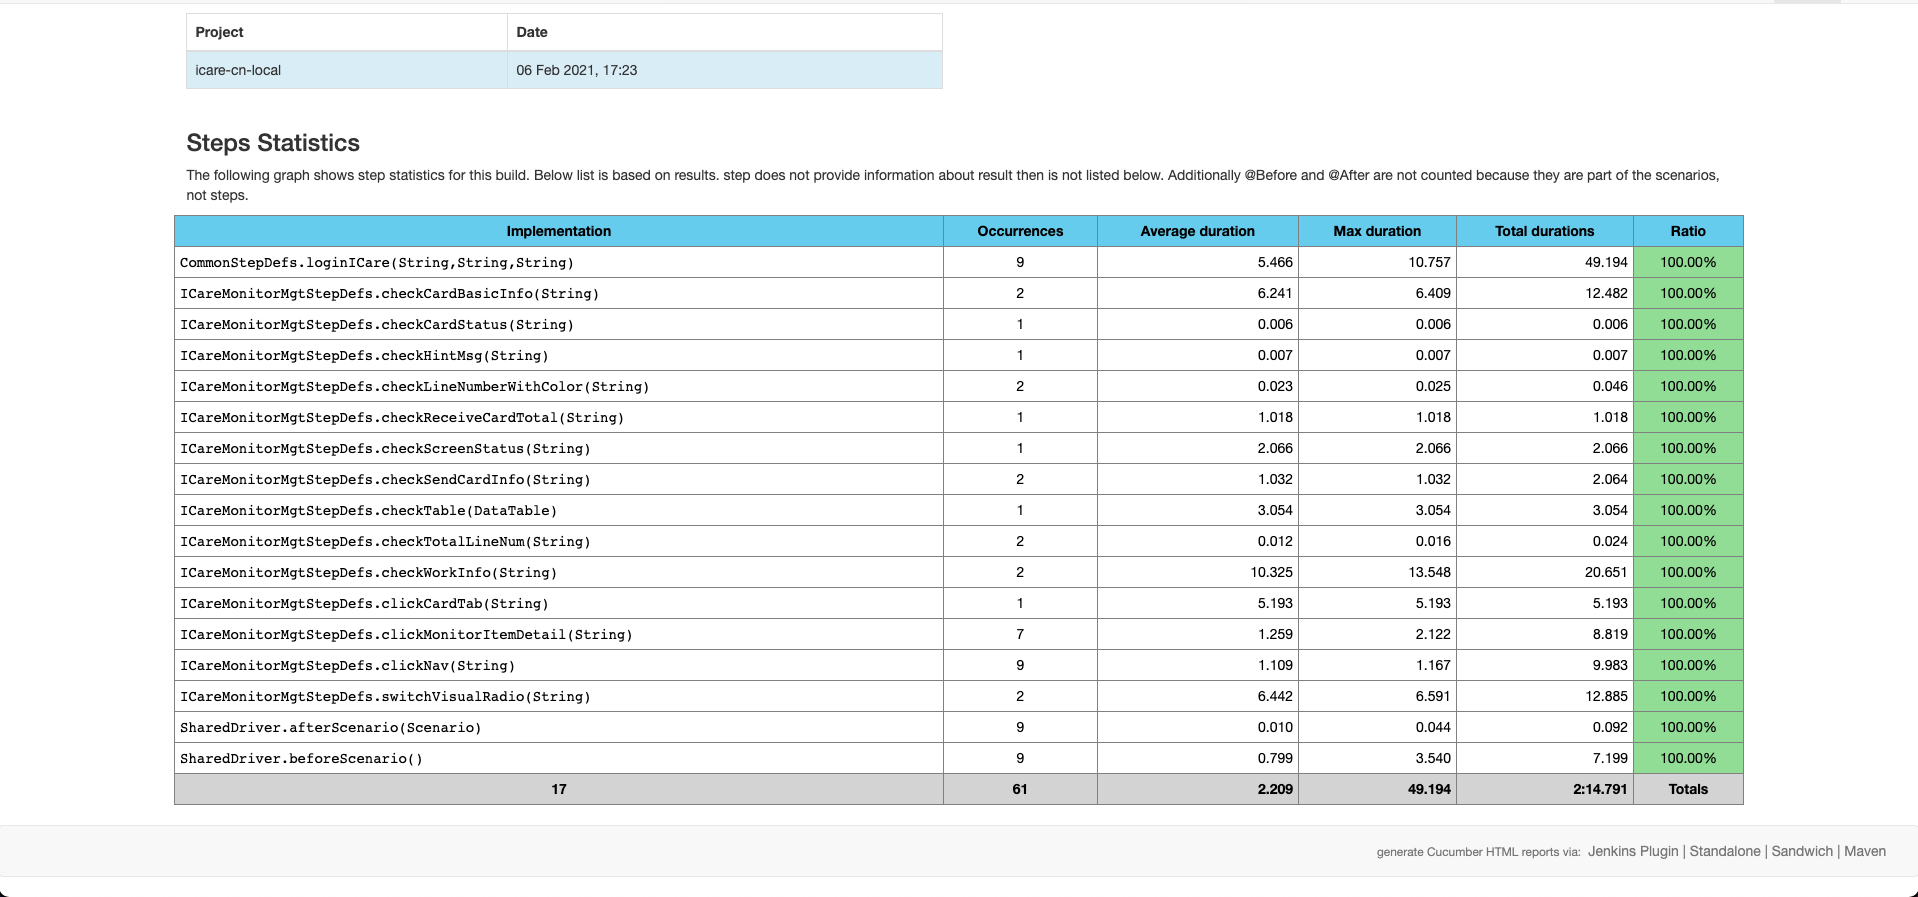 Project Date
icare-cn-local 06 Feb 2021, 17:23
Steps Statistics
The following graph shows step statistics for this build. Below list is based on results. step does not provide information about result then is not listed below. Additionally @Before and @After are not counted because they are part of the scenarios,
not steps.
Implementation Occurrences Average duration Max duration Total durations Ratio
CommonStepDefs.loginICare(String,String,String) 9 5.466 10.757 49.194 100.00%
ICareMonitorMgtStepDefs.checkCardBasicInfo(String) 2 6.241 6.409 12.482 100.00%
ICareMonitorMgtStepDefs.checkCardStatus(String) 1 0.006 0.006 0.006 100.00%
ICareMonitorMgtStepDefs.checkHintMsg(String) 1 0.007 0.007 0.007 100.00%
ICareMonitorMgtStepDefs.checkLineNumberWithColor(String) 2 0.023 0.025 0.046 100.00%
ICareMonitorMgtStepDefs.checkReceiveCardTotal(String) 1 1.018 1.018 1.018 100.00%
ICareMonitorMgtStepDefs.checkScreenStatus(String) 1 2.066 2.066 2.066 100.00%
ICareMonitorMgtStepDefs.checkSendCardInfo(String) 2 1.032 1.032 2.064 100.00%
ICareMonitorMgtStepDefs.checkTable(DataTable) 1 3.054 3.054 3.054 100.00%
ICareMonitorMgtStepDefs.checkTotalLineNum(String) 2 0.012 0.016 0.024 100.00%
ICareMonitorMgtStepDefs.checkWorkInfo(String) 2 10.325 13.548 20.651 100.00%
ICareMonitorMgtStepDefs.clickCardTab(String) 1 5.193 5.193 5.193 100.00%
ICareMonitorMgtStepDefs.clickMonitorItemDetail(String) 7 1.259 2.122 8.819 100.00%
ICareMonitorMgtStepDefs.clickNav(String) 9 1.109 1.167 9.983 100.00%
ICareMonitorMgtStepDefs.switchVisualRadio(String) 2 6.442 6.591 12.885 100.00%
SharedDriver.afterScenario(Scenario) 9 0.010 0.044 0.092 100.00%
SharedDriver.beforeScenario() 9 0.799 3.540 7.199 100.00%
17 61 2.209 49.194 2:14.791 Totals
generate Cucumber HTML reports via: Jenkins Plugin | Standalone | Sandwich | Maven